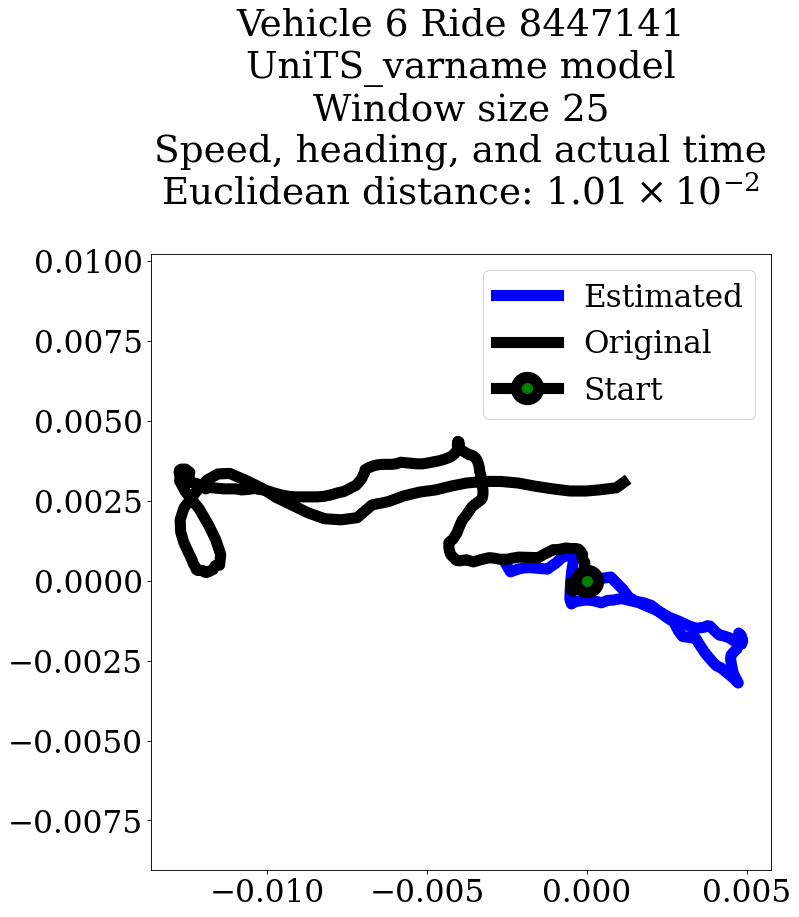 Vehicle 6 Ride 8447141
UniTS_varname model
Window size 25
Speed, heading, and actual time
Euclidean distance: 1.01 × 10⁻²
0.0100
0.0075
0.0050
0.0025
0.0000
−0.0025
−0.0050
−0.0075
Estimated
Original
Start
−0.010
−0.005
0.000
0.005